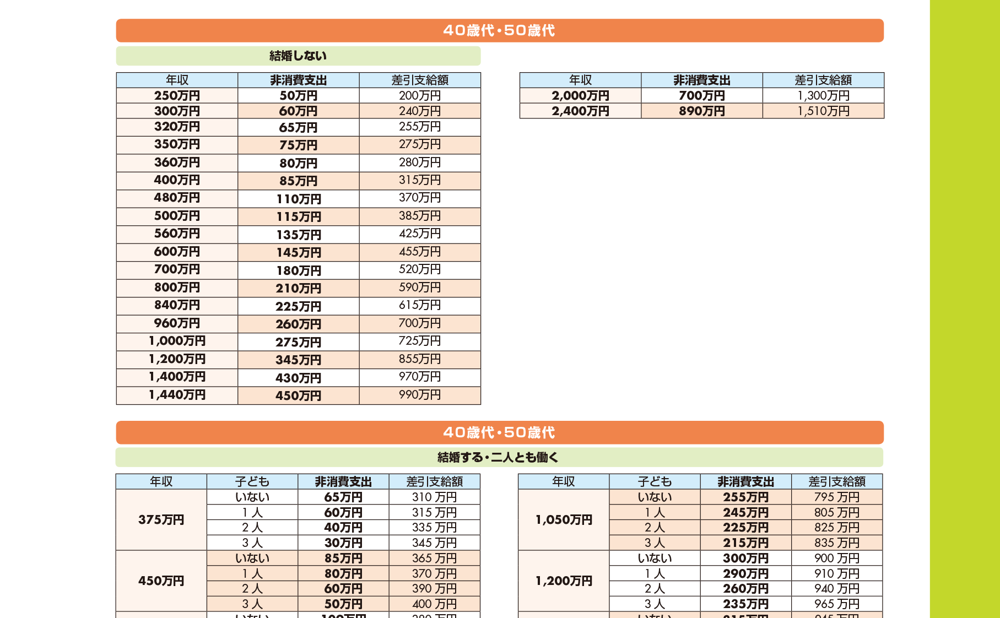 40歳代・50歳代
結婚しない
年収 非消費支出 差引支給額
250万円 50万円 200万円
300万円 60万円 240万円
320万円 65万円 255万円
350万円 75万円 275万円
360万円 80万円 280万円
400万円 85万円 315万円
480万円 110万円 370万円
500万円 115万円 385万円
560万円 135万円 425万円
600万円 145万円 455万円
700万円 180万円 520万円
800万円 210万円 590万円
840万円 225万円 615万円
960万円 260万円 700万円
1,000万円 275万円 725万円
1,200万円 345万円 855万円
1,400万円 430万円 970万円
1,440万円 450万円 990万円
年収 非消費支出 差引支給額
2,000万円 700万円 1,300万円
2,400万円 890万円 1,510万円
40歳代・50歳代
結婚する・二人とも働く
年収 子ども 非消費支出 差引支給額
375万円
いない 65万円 310 万円
1 人 60万円 315 万円
2 人 40万円 335 万円
3 人 30万円 345 万円
450万円
いない 85万円 365 万円
1 人 80万円 370 万円
2 人 60万円 390 万円
3 人 50万円 400 万円
いない
年収 子ども 非消費支出 差引支給額
1,050万円
いない 255万円 795 万円
1 人 245万円 805 万円
2 人 225万円 825 万円
3 人 215万円 835 万円
1,200万円
いない 300万円 900 万円
1 人 290万円 910 万円
2 人 260万円 940 万円
3 人 235万円 965 万円
いない